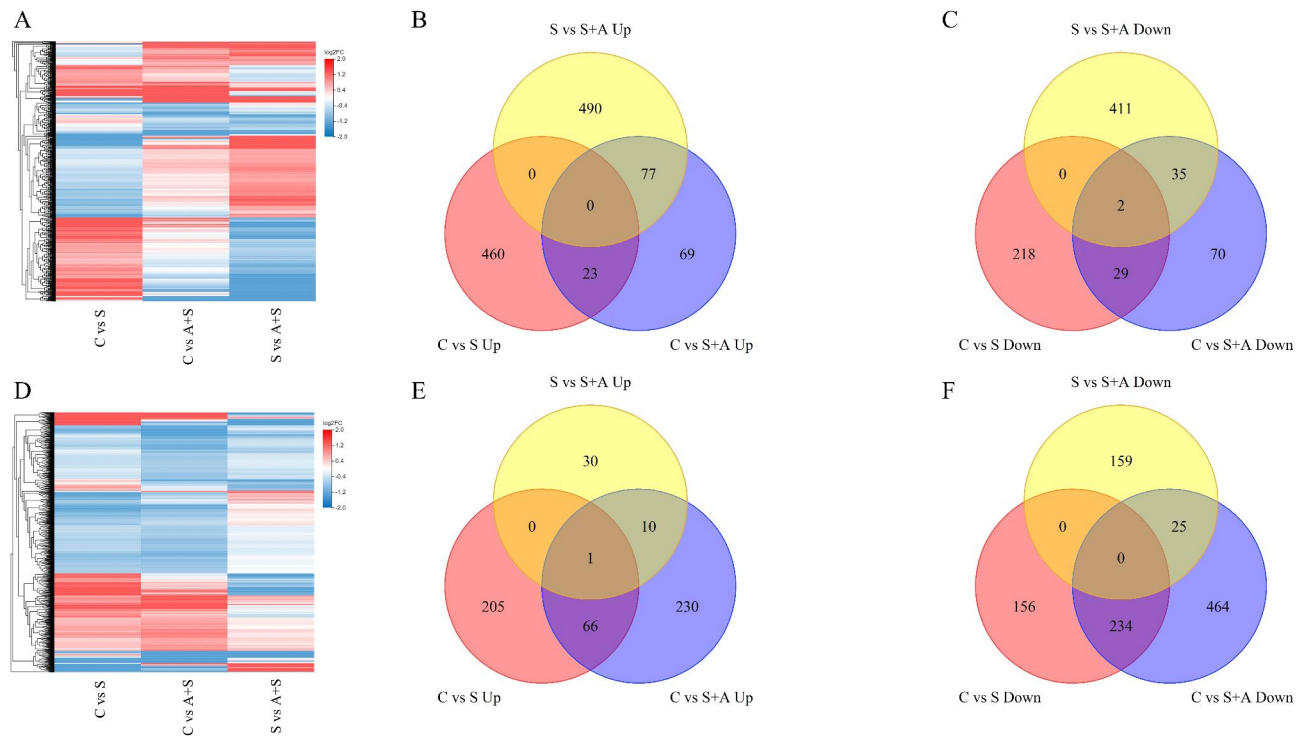 A
log2FC
2.0
1.2
0.4
-0.4
-1.2
-2.0
C vs S
C vs A+S
S vs A+S
B
S vs S+A Up
490
0
77
0
460
23
69
C vs S Up
C vs S+A Up
C
S vs S+A Down
411
0
35
2
218
29
70
C vs S Down
C vs S+A Down
D
log2FC
2.0
1.2
0.4
-0.4
-1.2
-2.0
C vs S
C vs A+S
S vs A+S
E
S vs S+A Up
30
0
10
1
205
66
230
C vs S Up
C vs S+A Up
F
S vs S+A Down
159
0
25
0
156
234
464
C vs S Down
C vs S+A Down